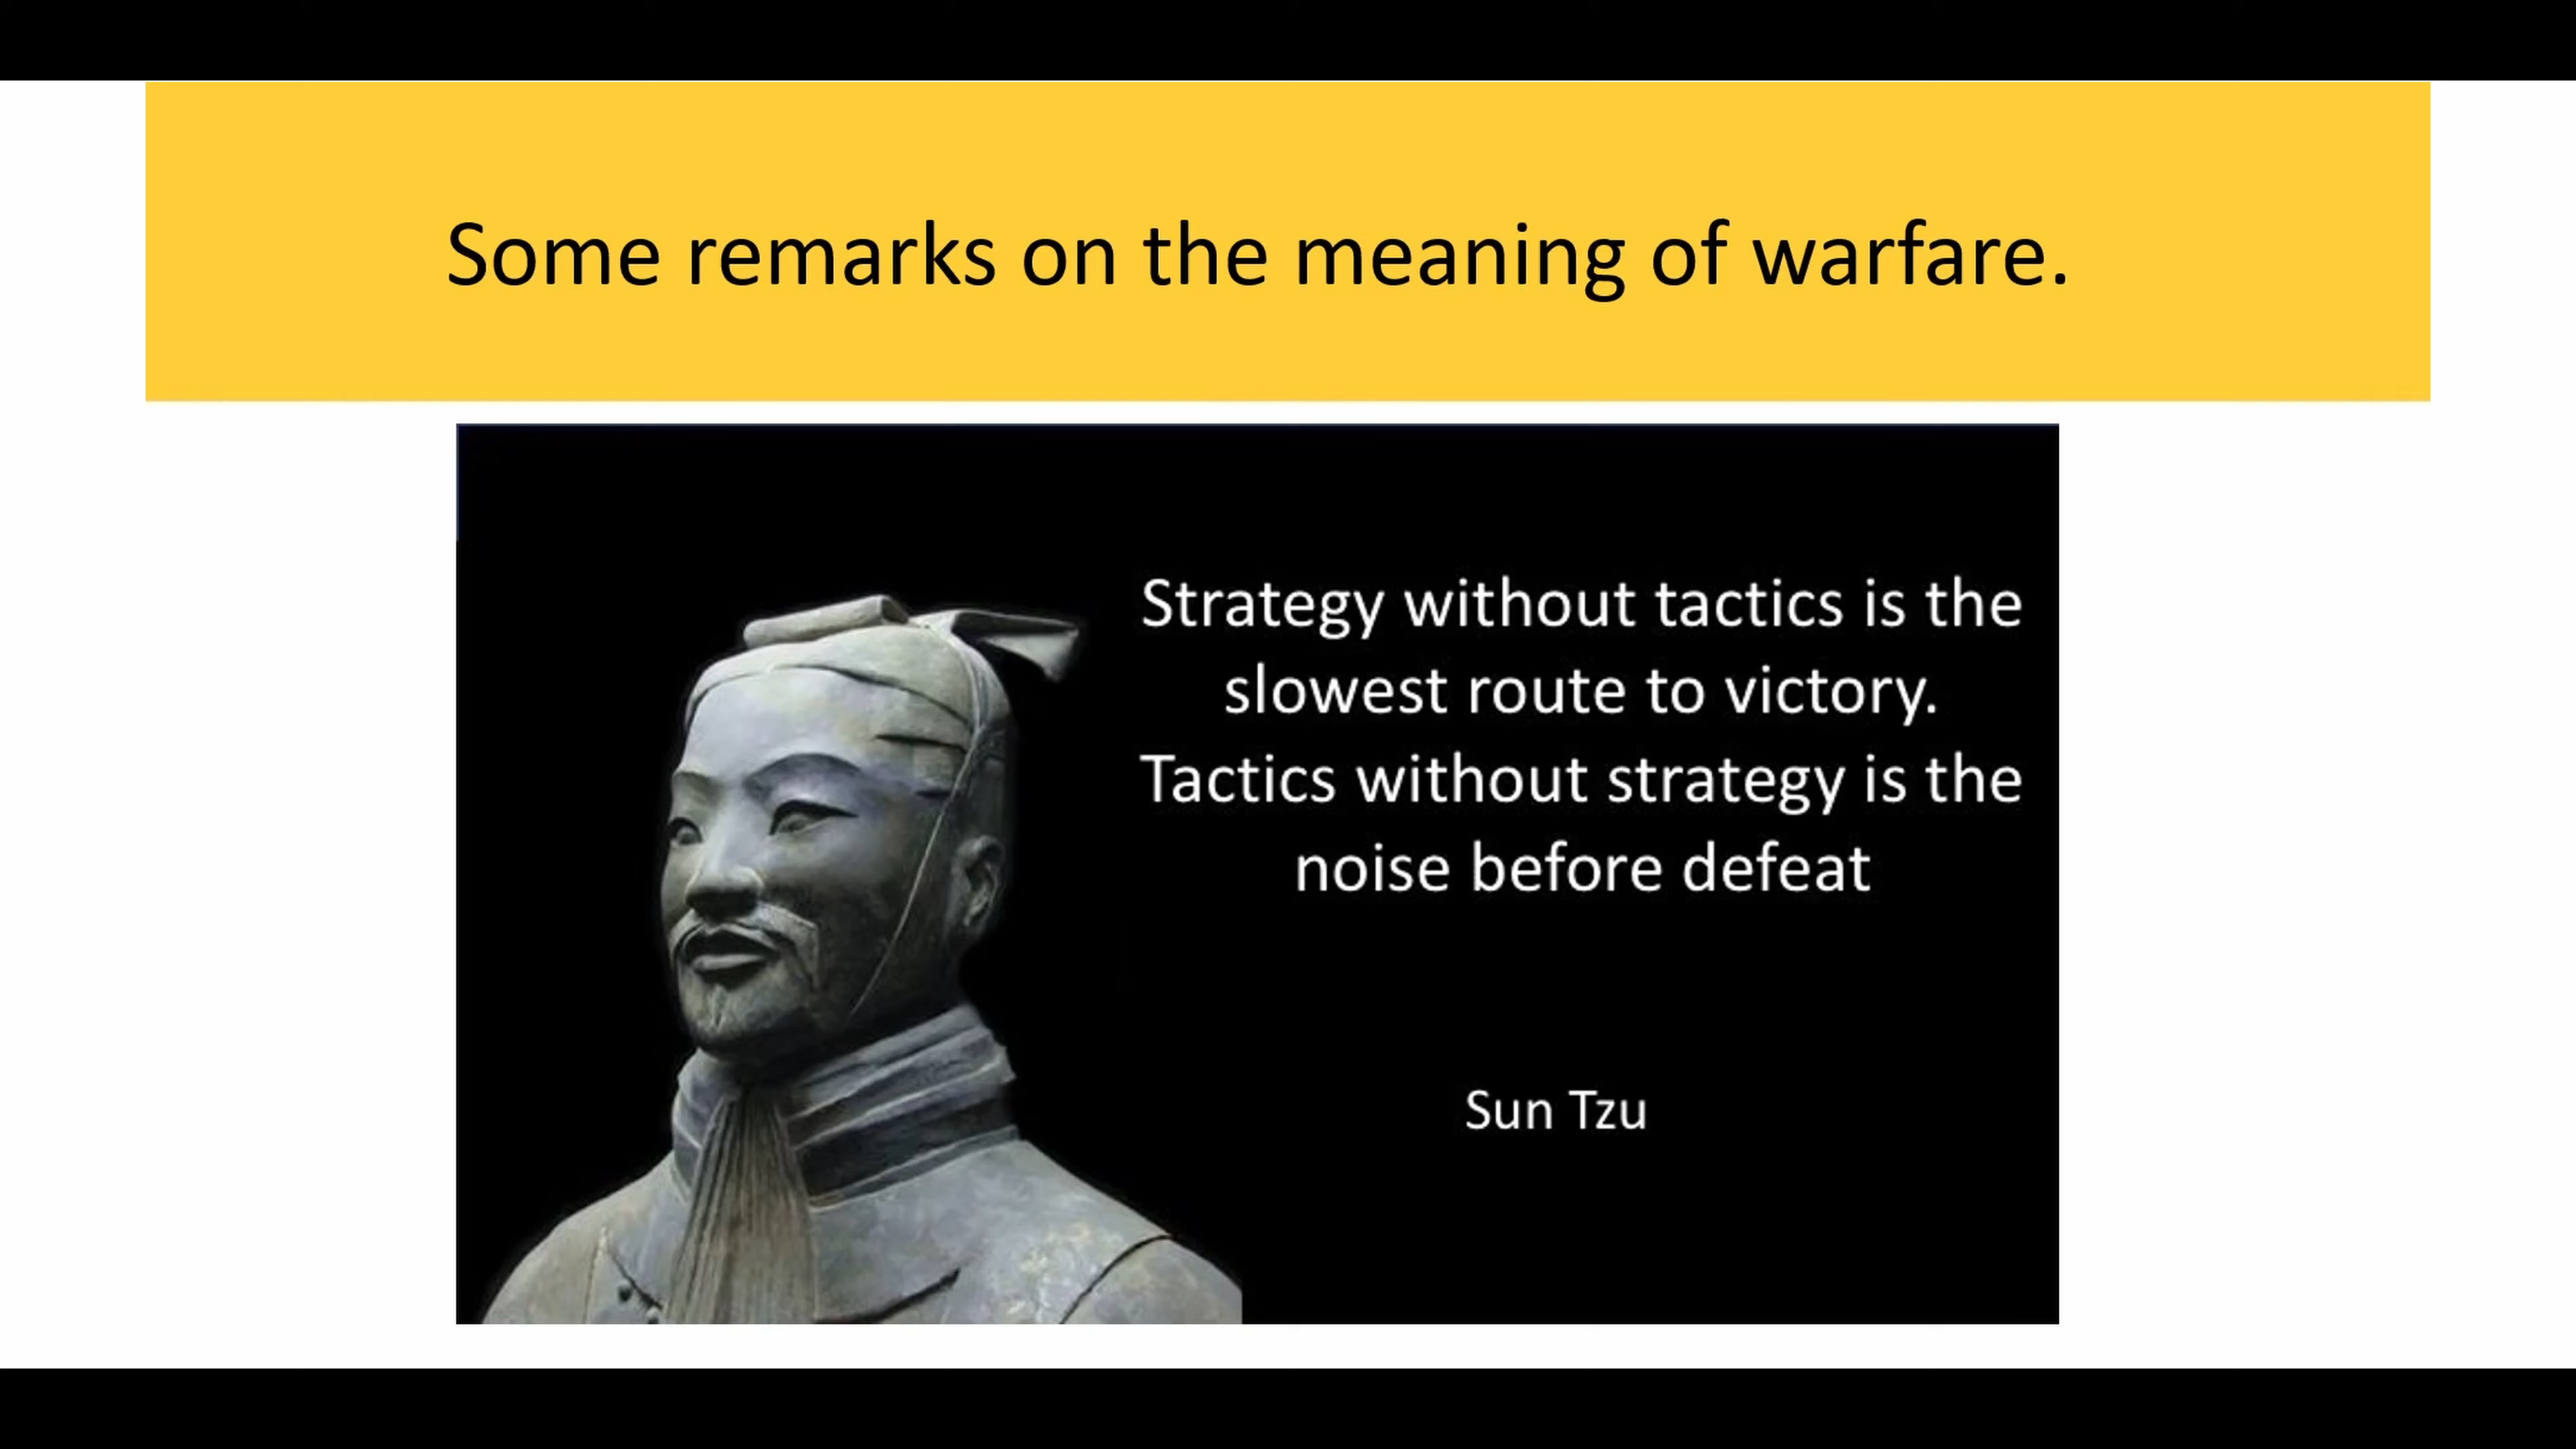 Some remarks on the meaning of warfare.
Strategy without tactics is the
slowest route to victory.
Tactics without strategy is the
noise before defeat
Sun Tzu